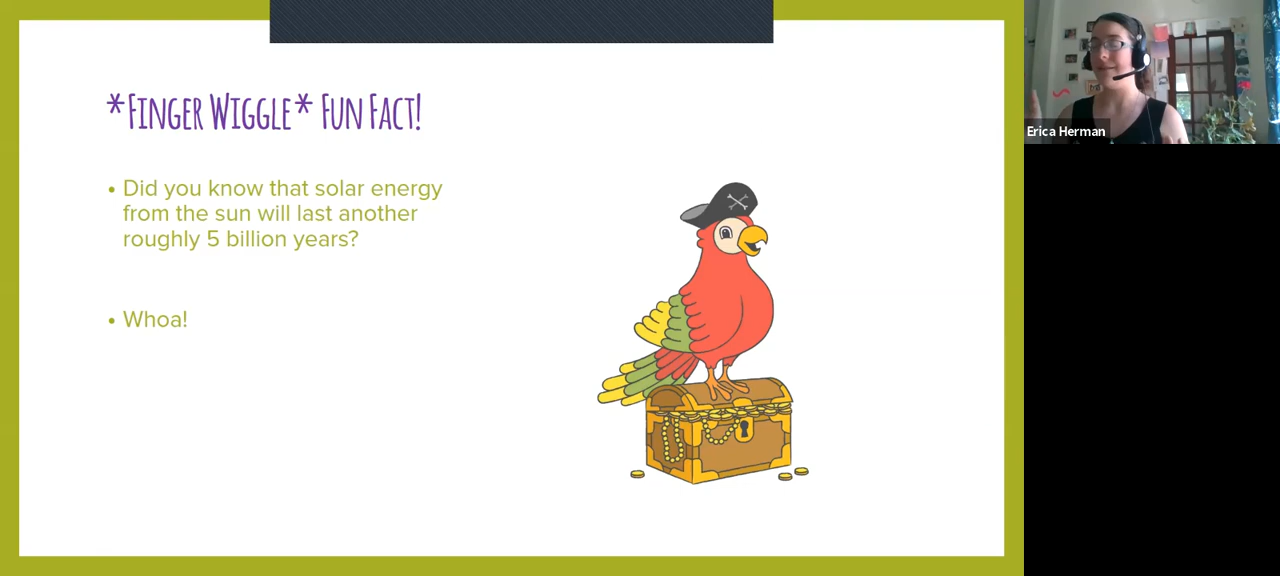 *Finger Wiggle* Fun Fact!
• Did you know that solar energy
from the sun will last another
roughly 5 billion years?
• Whoa!
Erica Herman